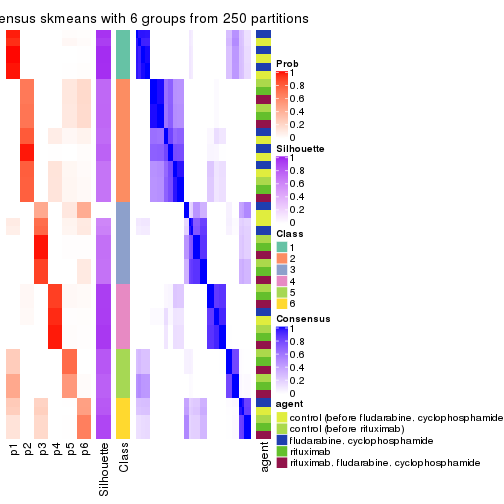 ensus skmeans with 6 groups from 250 partitions
Prob
1
0.8
0.6
0.4
0.2
0
Silhouette
1
0.8
0.6
0.4
0.2
0
Class
1
2
3
4
5
6
Consensus
1
0.8
0.6
0.4
0.2
0
agent
control (before fludarabine. cyclophosphamide
control (before riluximab)
fludarabine. cyclophosphamide
riluximab
riluximab. fludarabine. cyclophosphamide
p1
p2
p3
p4
p5
p6
Silhouette
Class
agent